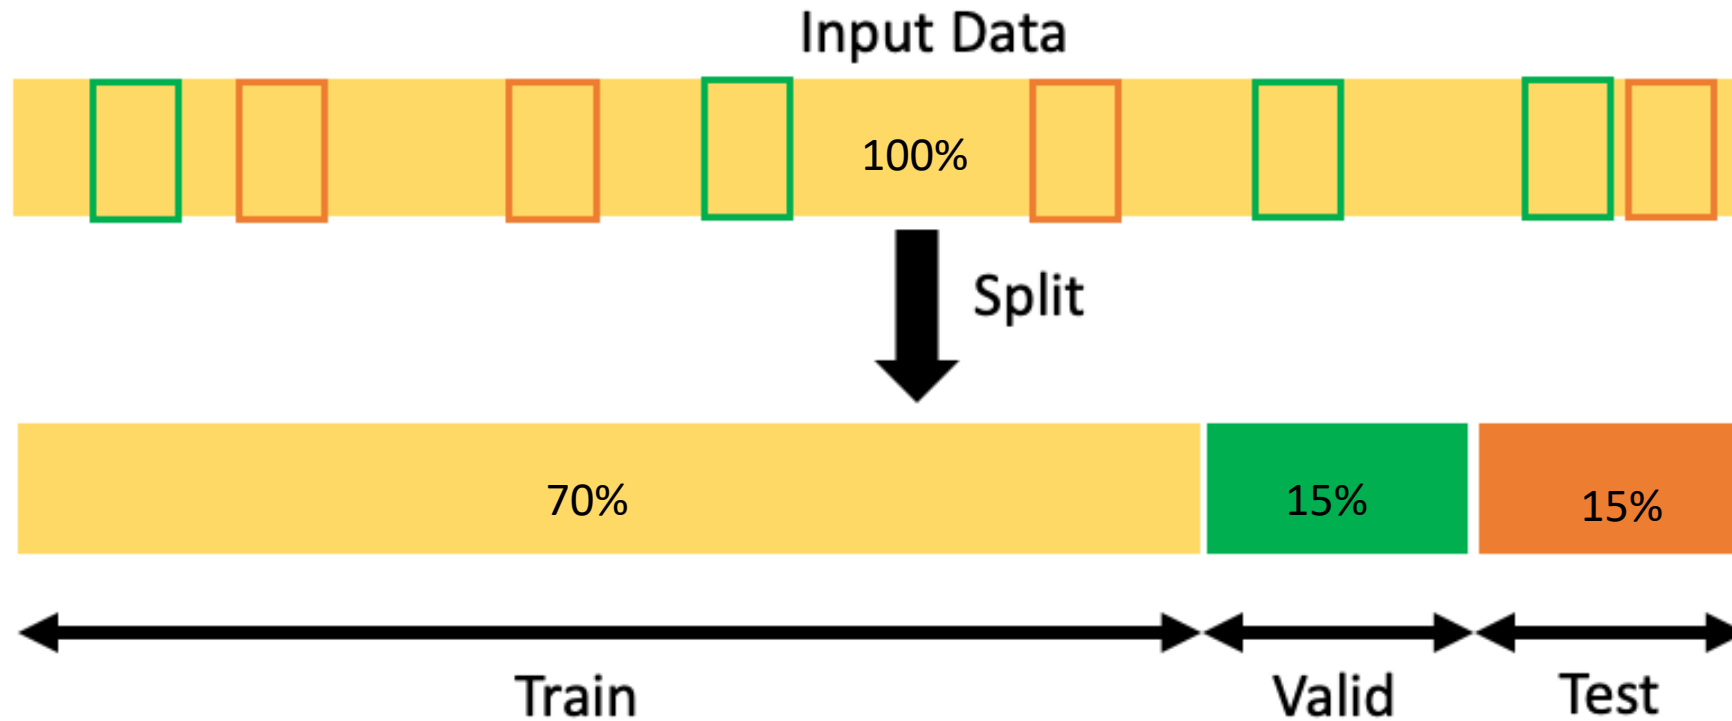 Input Data
100%
Split
70%
15%
15%
Train
Valid
Test